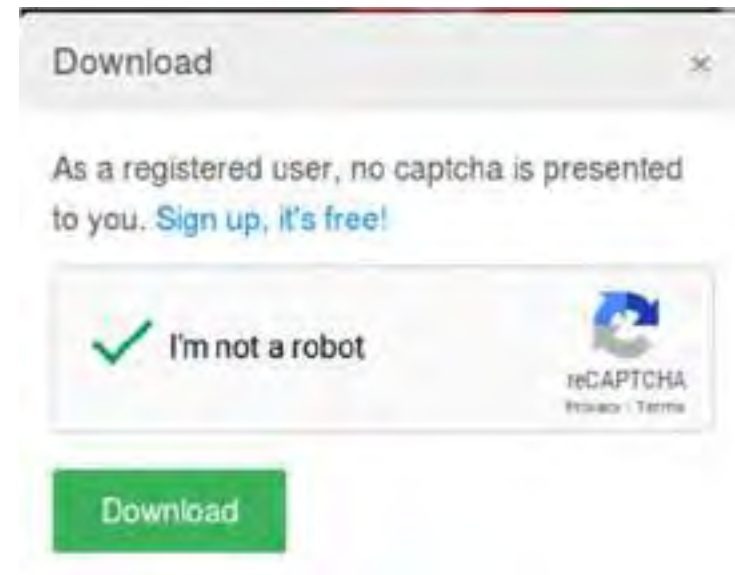 Download
As a registered user, no captcha is presented
to you. Sign up, it's free!
I'm not a robot
reCAPTCHA
Privacy - Terms
Download